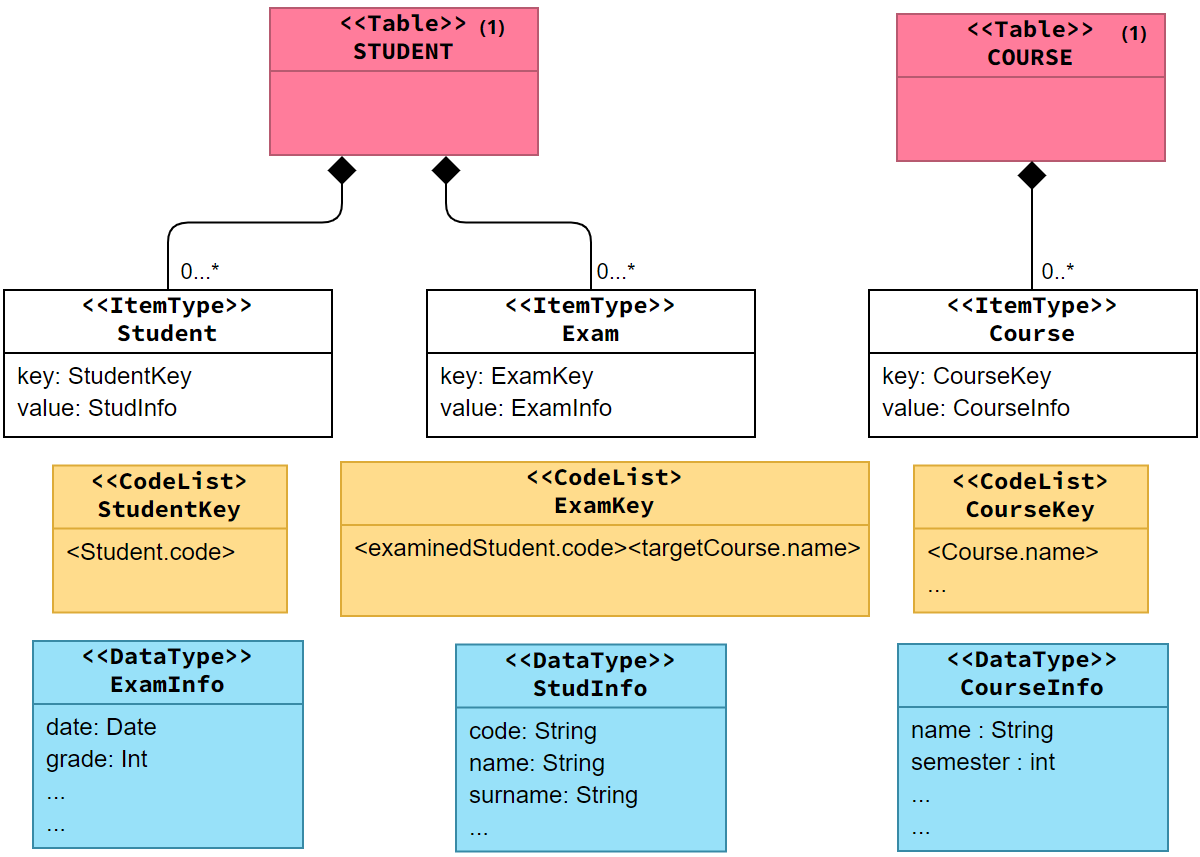 <<Table>> (1)
STUDENT
<<Table>> (1)
COURSE
0...*
0...*
0..*
<<ItemType>>
Student
key: StudentKey
value: StudInfo
<<ItemType>>
Exam
key: ExamKey
value: ExamInfo
<<ItemType>>
Course
key: CourseKey
value: CourseInfo
<<CodeList>
StudentKey
<Student.code>
<<CodeList>
ExamKey
<examinedStudent.code><targetCourse.name>
<<CodeList>
CourseKey
<Course.name>
...
<<DataType>>
ExamInfo
date: Date
grade: Int
...
...
<<DataType>>
StudInfo
code: String
name: String
surname: String
...
<<DataType>>
CourseInfo
name : String
semester : int
...
...